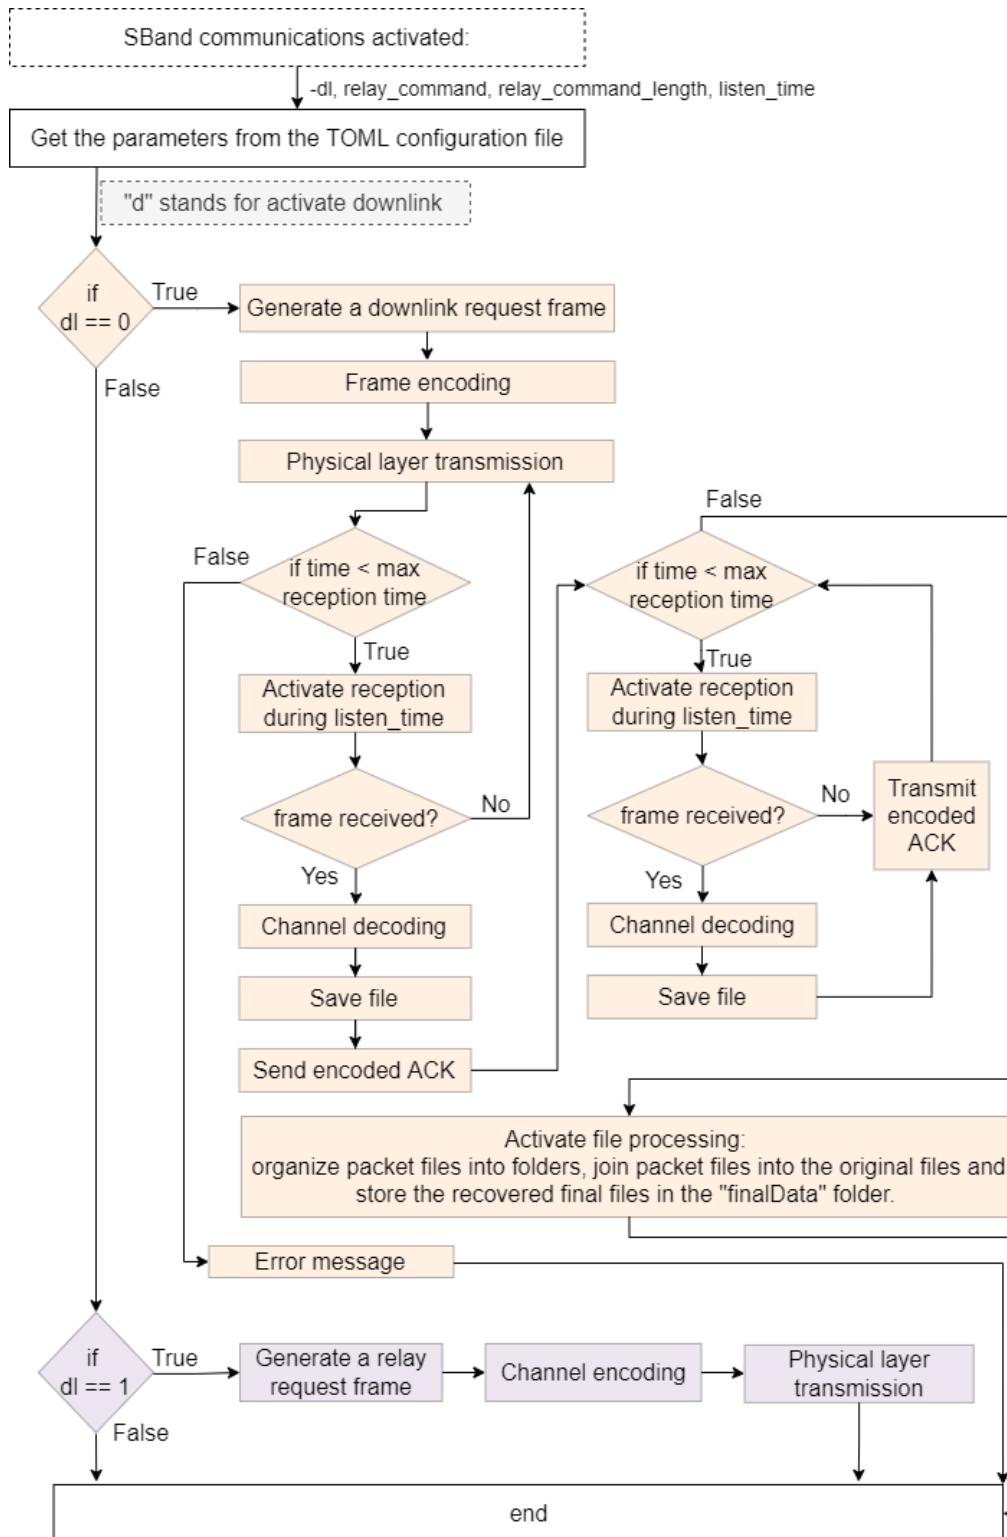 SBand communications activated:
-dl, relay_command, relay_command_length, listen_time
Get the parameters from the TOML configuration file
"d" stands for activate downlink
if
dl == 0
True
False
Generate a downlink request frame
Frame encoding
Physical layer transmission
False
if time < max
reception time
True
Activate reception
during listen_time
frame received?
No
Yes
Channel decoding
Save file
Send encoded ACK
False
if time < max
reception time
True
Activate reception
during listen_time
frame received?
No
Transmit
encoded
ACK
Yes
Channel decoding
Save file
Activate file processing:
organize packet files into folders, join packet files into the original files and
store the recovered final files in the "finalData" folder.
Error message
if
dl == 1
True
False
Generate a relay
request frame
Channel encoding
Physical layer
transmission
end